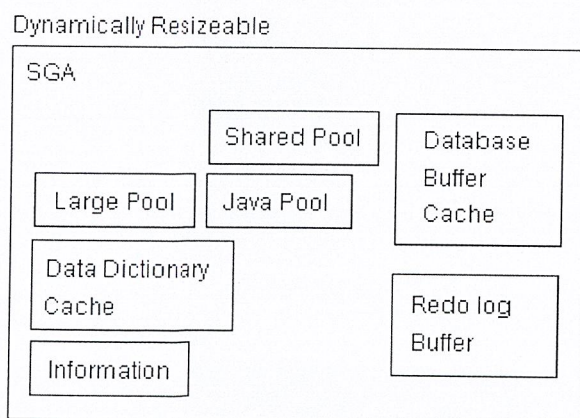 Dynamically Resizeable
SGA
Shared Pool
Database
Buffer
Cache
Large Pool
Java Pool
Data Dictionary
Cache
Redo log
Buffer
Information